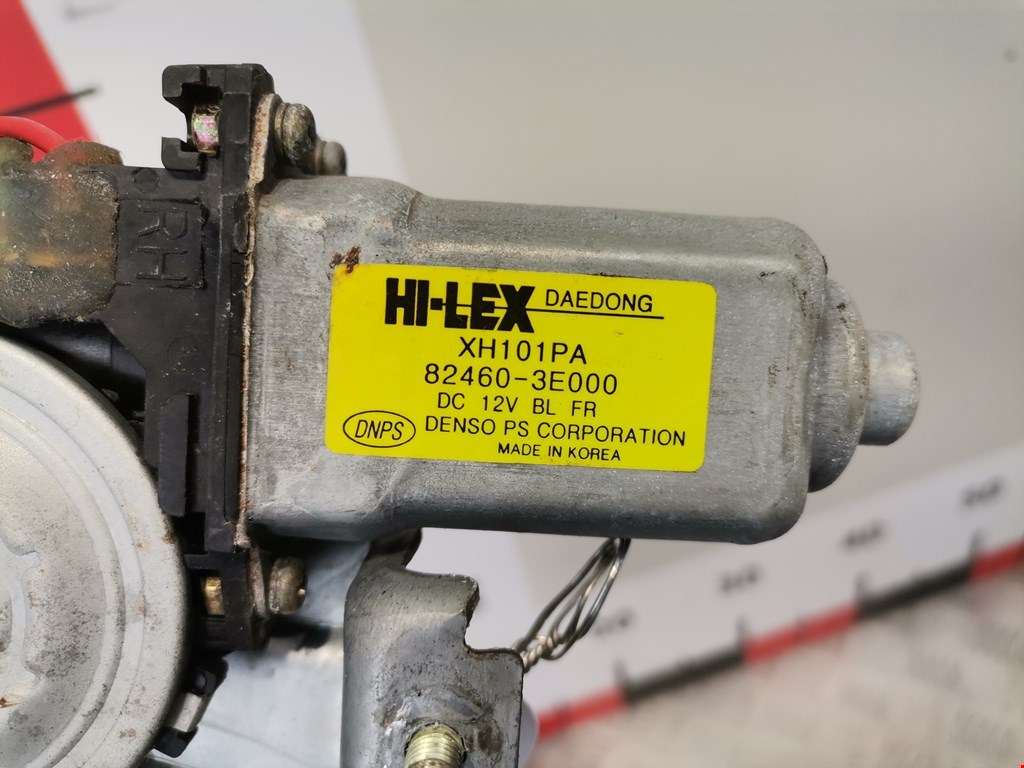 RH
HI-LEX DAEDONG
XH101PA
82460-3E000
DC 12V BL FR
DNPS DENSO PS CORPORATION
MADE IN KOREA